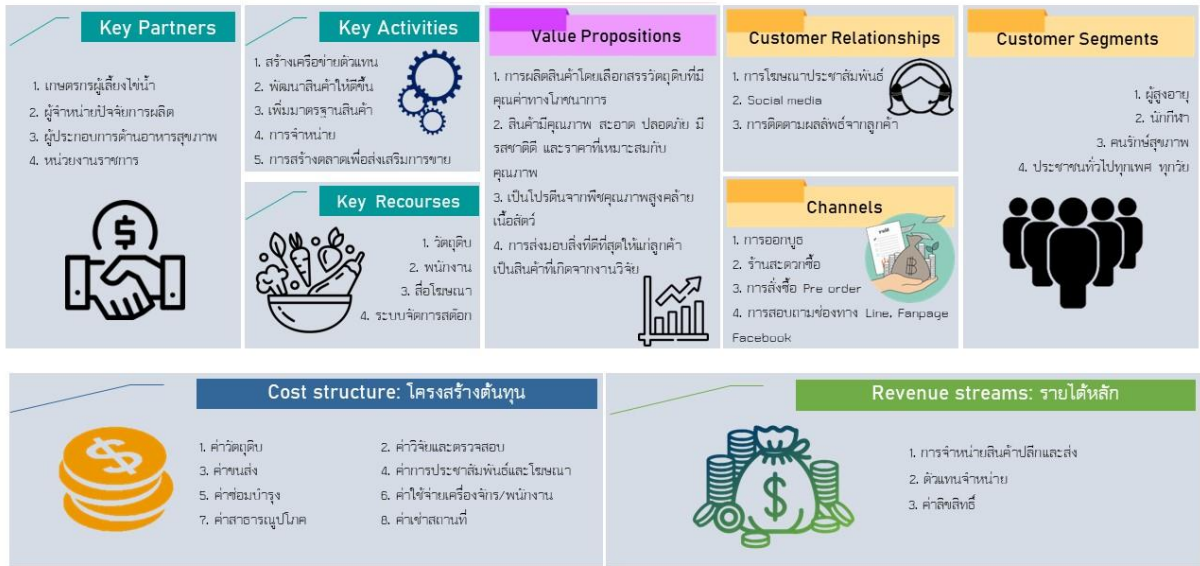 Key Partners
1. เกษตรกรผู้เลี้ยงไข่น้ำ
2. ผู้จำหน่ายปัจจัยการผลิต
3. ผู้ประกอบการด้านอาหารสุขภาพ
4. หน่วยงานราชการ
Key Activities
1. สร้างเครือข่ายตัวแทน
2. พัฒนาสินค้าให้ดีขึ้น
3. เพิ่มมาตรฐานสินค้า
4. การจำหน่าย
5. การสร้างตลาดเพื่อส่งเสริมการขาย
Key Recourses
1. วัตถุดิบ
2. พนักงาน
3. สื่อโฆษณา
4. ระบบจัดการสต๊อก
Value Propositions
1. การผลิตสินค้าโดยเลือกสรรวัตถุดิบที่มี
คุณค่าทางโภชนาการ
2. สินค้ามีคุณภาพ สะอาด ปลอดภัย มี
รสชาติดี และราคาที่เหมาะสมกับ
คุณภาพ
3. เป็นโปรตีนจากพืชคุณภาพสูงคล้าย
เนื้อสัตว์
4. การส่งมอบสิ่งที่ดีที่สุดให้แก่ลูกค้า
เป็นสินค้าที่เกิดจากงานวิจัย
Customer Relationships
1. การโฆษณาประชาสัมพันธ์
2. Social media
3. การติดตามผลลัพธ์จากลูกค้า
Channels
1. การออกบูธ
2. ร้านสะดวกซื้อ
3. การสั่งซื้อ Pre order
4. การสอบถามช่องทาง Line, Fanpage
Facebook
Customer Segments
1. ผู้สูงอายุ
2. นักกีฬา
3. คนรักษ์สุขภาพ
4. ประชาชนทั่วไปทุกเพศ ทุกวัย
Cost structure: โครงสร้างต้นทุน
1. ค่าวัตถุดิบ 2. ค่าวิจัยและตรวจสอบ
3. ค่าขนส่ง 4. ค่าการประชาสัมพันธ์และโฆษณา
5. ค่าซ่อมบำรุง 6. ค่าใช้จ่ายเครื่องจักร/พนักงาน
7. ค่าสาธารณูปโภค 8. ค่าเช่าสถานที่
Revenue streams: รายได้หลัก
1. การจำหน่ายสินค้าปลีกและส่ง
2. ตัวแทนจำหน่าย
3. ค่าลิขสิทธิ์